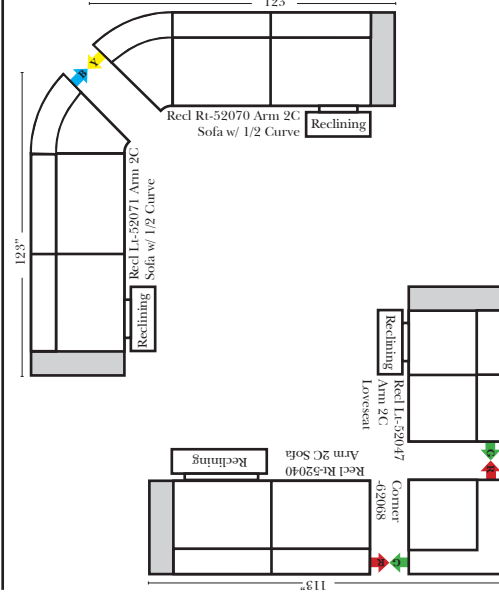 123"
Y
B
Recl Rt-52070 Arm 2C
Sofa w/ 1/2 Curve
Reclining
123"
Recl Lt-52071 Arm 2C
Sofa w/ 1/2 Curve
Reclining
Reclining
Recl Lt-52047
Arm 2C
Loveseat
Reclining
Recl Rt-52040
Arm 2C Sofa
Corner
-62068
G
R
R
G
113"